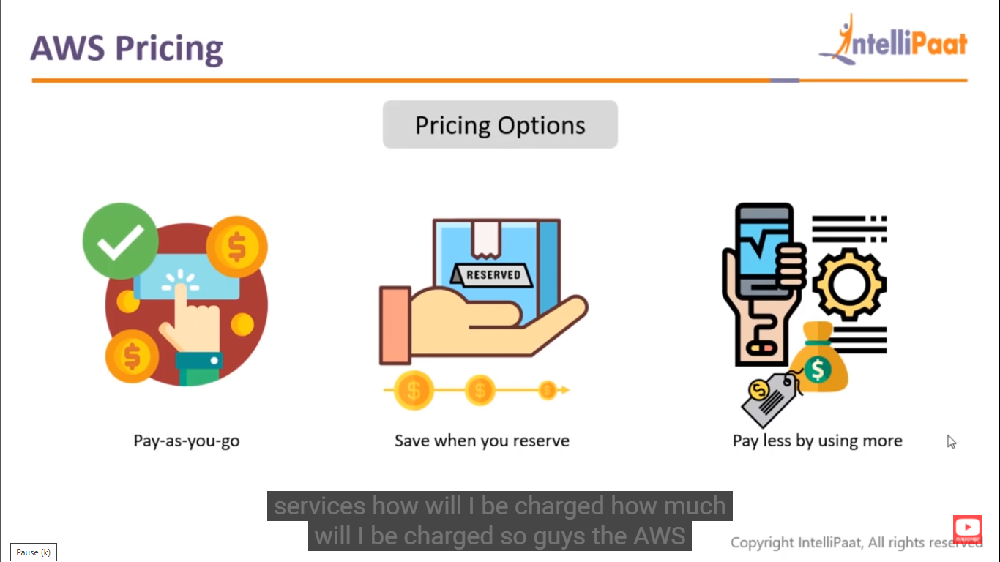 AWS Pricing
IntelliPaat
Pricing Options
RESERVED
Pay-as-you-go
Save when you reserve
Pay less by using more
services how will I be charged how much
will I be charged so guys the AWS
Copyright IntelliPaat, All rights reserved
SUBSCRIBE
Pause (k)